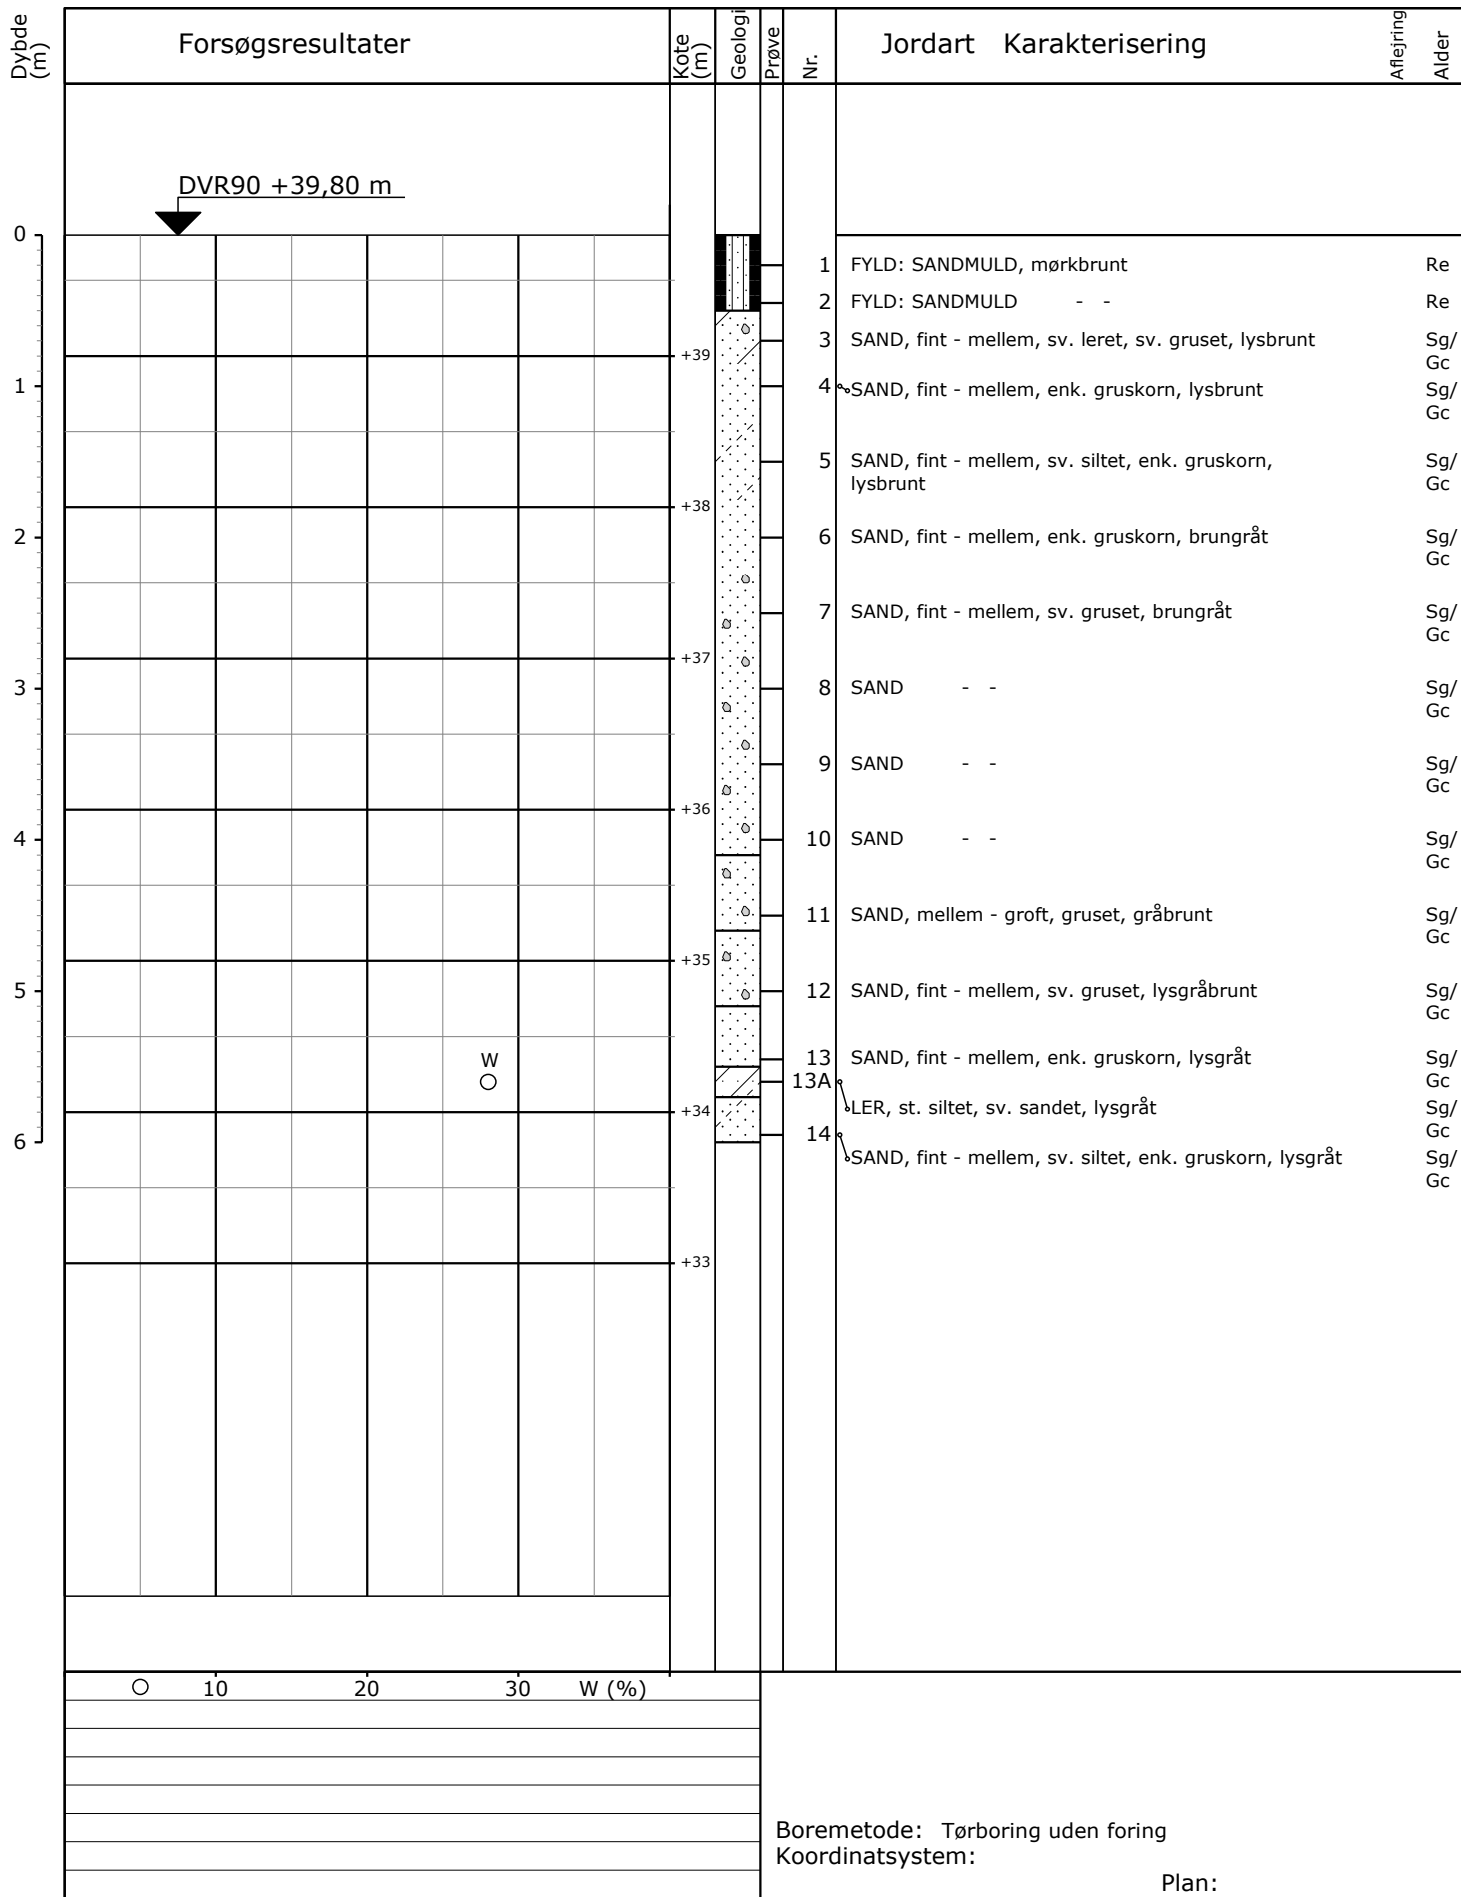 Dybde (m)
Forsøgsresultater
Kote (m)
Geologi
Prøve
Nr.
Jordart Karakterisering
Aflejring
Alder
DVR90 +39,80 m
0
1 FYLD: SANDMULD, mørkbrunt Re
2 FYLD: SANDMULD - - Re
3 SAND, fint - mellem, sv. leret, sv. gruset, lysbrunt Sg/
+39
Gc
1
4 SAND, fint - mellem, enk. gruskorn, lysbrunt Sg/
Gc
5 SAND, fint - mellem, sv. siltet, enk. gruskorn, Sg/
lysbrunt Gc
+38
2
6 SAND, fint - mellem, enk. gruskorn, brungråt Sg/
Gc
7 SAND, fint - mellem, sv. gruset, brungråt Sg/
Gc
+37
3
8 SAND - - Sg/
Gc
9 SAND - - Sg/
Gc
+36
4
10 SAND - - Sg/
Gc
11 SAND, mellem - groft, gruset, gråbrunt Sg/
Gc
+35
5
12 SAND, fint - mellem, sv. gruset, lysgråbrunt Sg/
Gc
W
13 SAND, fint - mellem, enk. gruskorn, lysgråt Sg/
13A Gc
LER, st. siltet, sv. sandet, lysgråt Sg/
+34
Gc
6
14
SAND, fint - mellem, sv. siltet, enk. gruskorn, lysgråt Sg/
Gc
+33
10 20 30 W (%)
Boremetode: Tørboring uden foring
Koordinatsystem:
Plan: